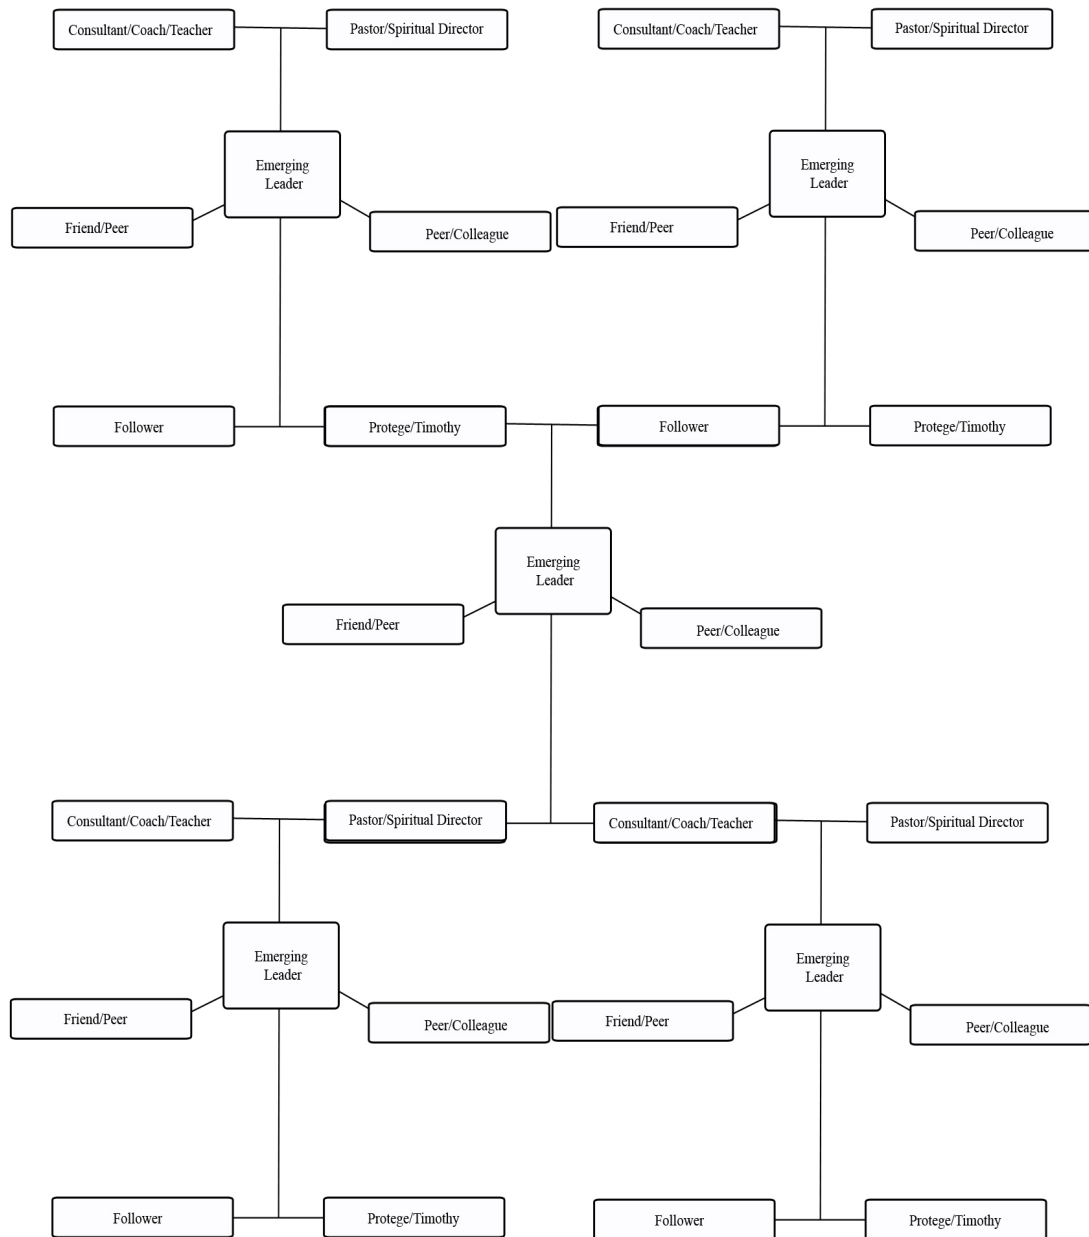 Consultant/Coach/Teacher
Pastor/Spiritual Director
Consultant/Coach/Teacher
Pastor/Spiritual Director
Emerging
Leader
Emerging
Leader
Friend/Peer
Peer/Colleague
Friend/Peer
Peer/Colleague
Follower
Protege/Timothy
Follower
Protege/Timothy
Emerging
Leader
Friend/Peer
Peer/Colleague
Consultant/Coach/Teacher
Pastor/Spiritual Director
Consultant/Coach/Teacher
Pastor/Spiritual Director
Emerging
Leader
Emerging
Leader
Friend/Peer
Peer/Colleague
Friend/Peer
Peer/Colleague
Follower
Protege/Timothy
Follower
Protege/Timothy